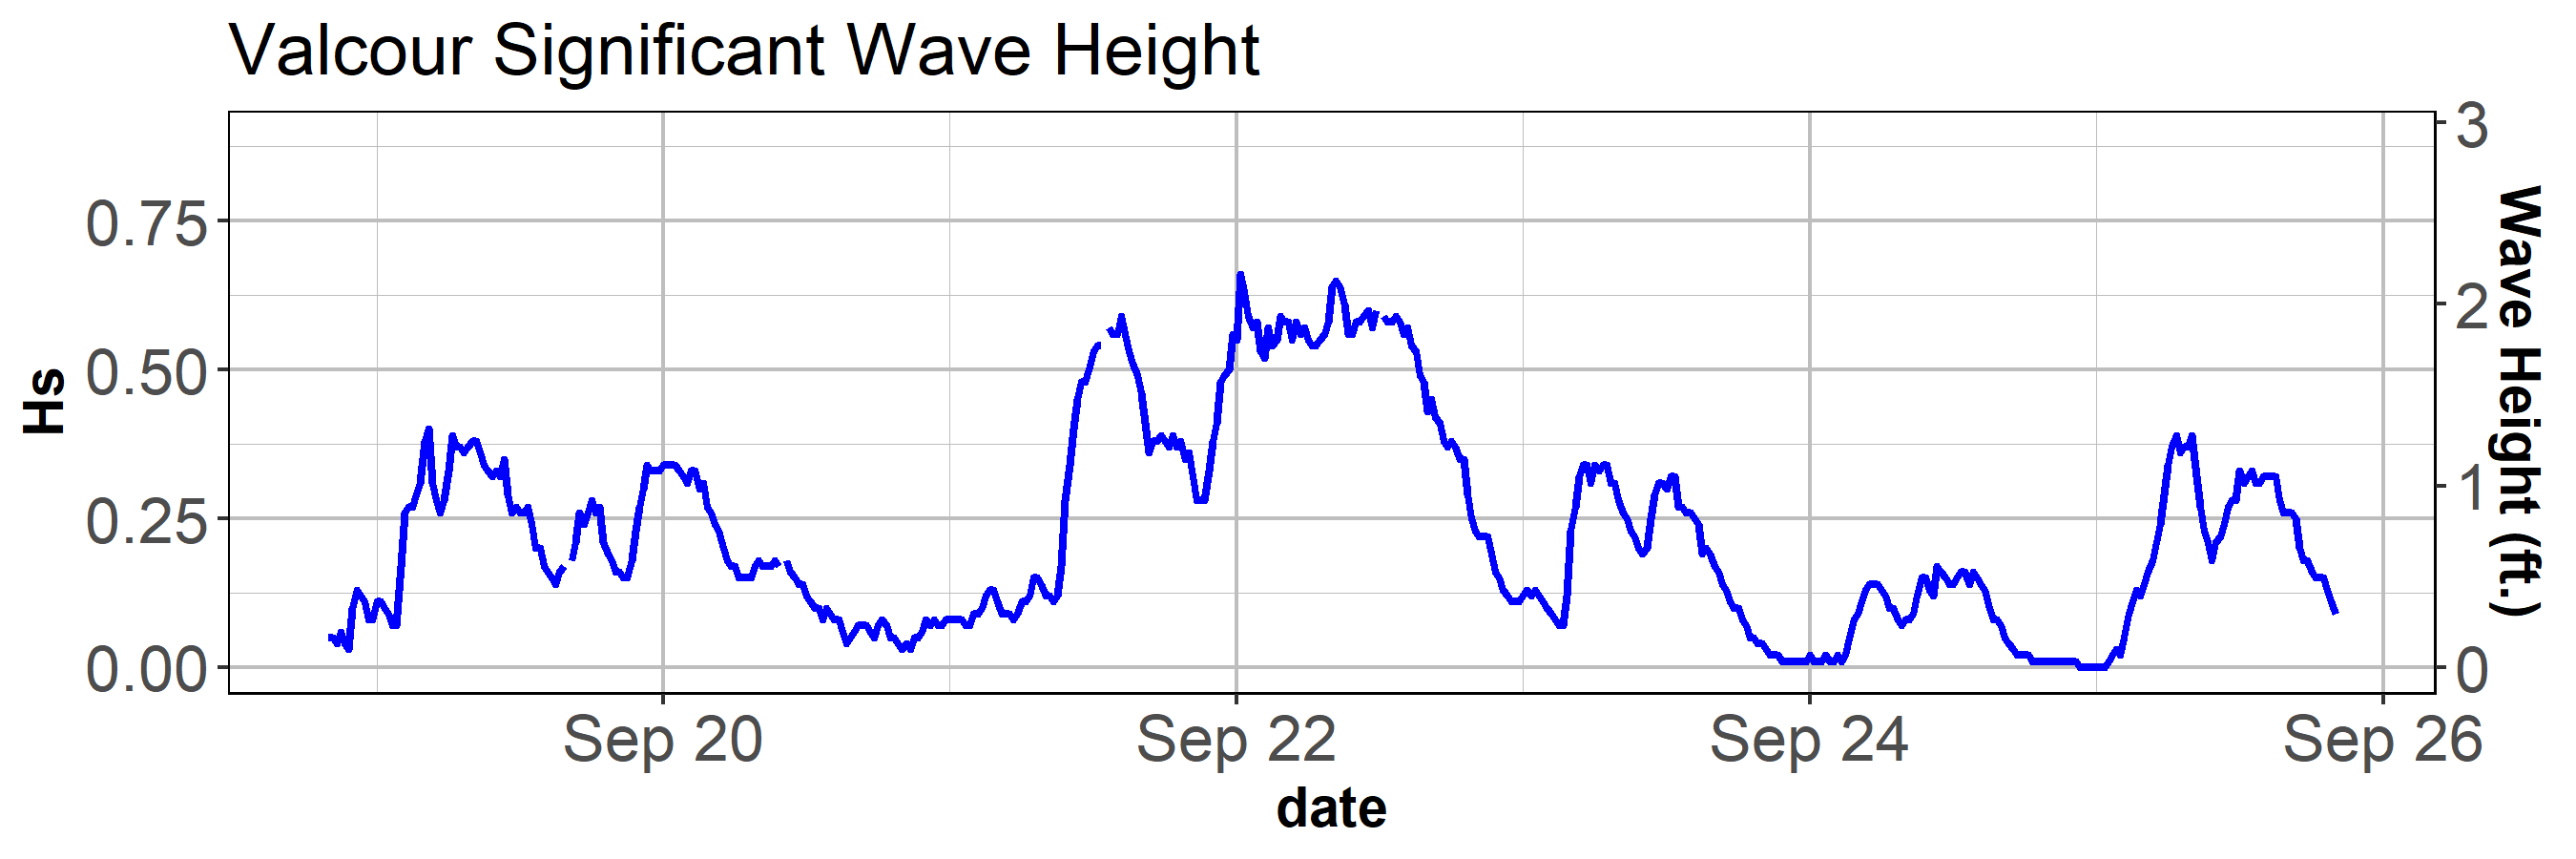 Valcour Significant Wave Height
3
0.75
2
0.50
1
0.25
0.00
0
Hs
Wave Height (ft.)
Sep 20
Sep 22
Sep 24
Sep 26
date